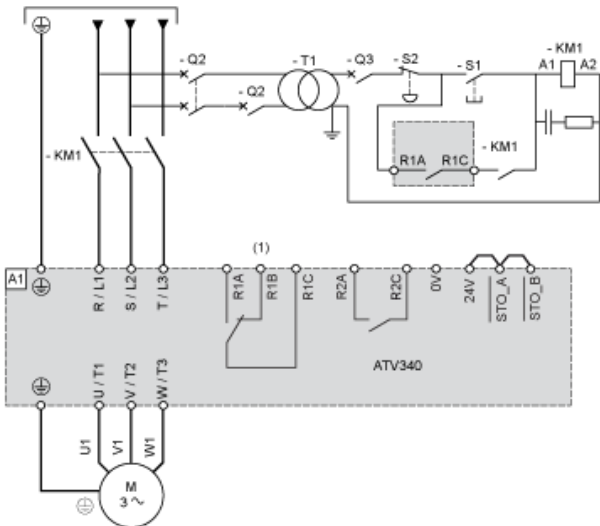 - Q2
- T1
- Q3
- S2
- S1
- KM1
A1
A2
- Q2
- KM1
R1A
R1C
- KM1
(1)
A1
R / L1
S / L2
T / L3
R1A
R1B
R1C
R2A
R2C
0V
24V
STO_A
STO_B
ATV340
U / T1
V / T2
W / T3
U1
V1
W1
M
3 ~